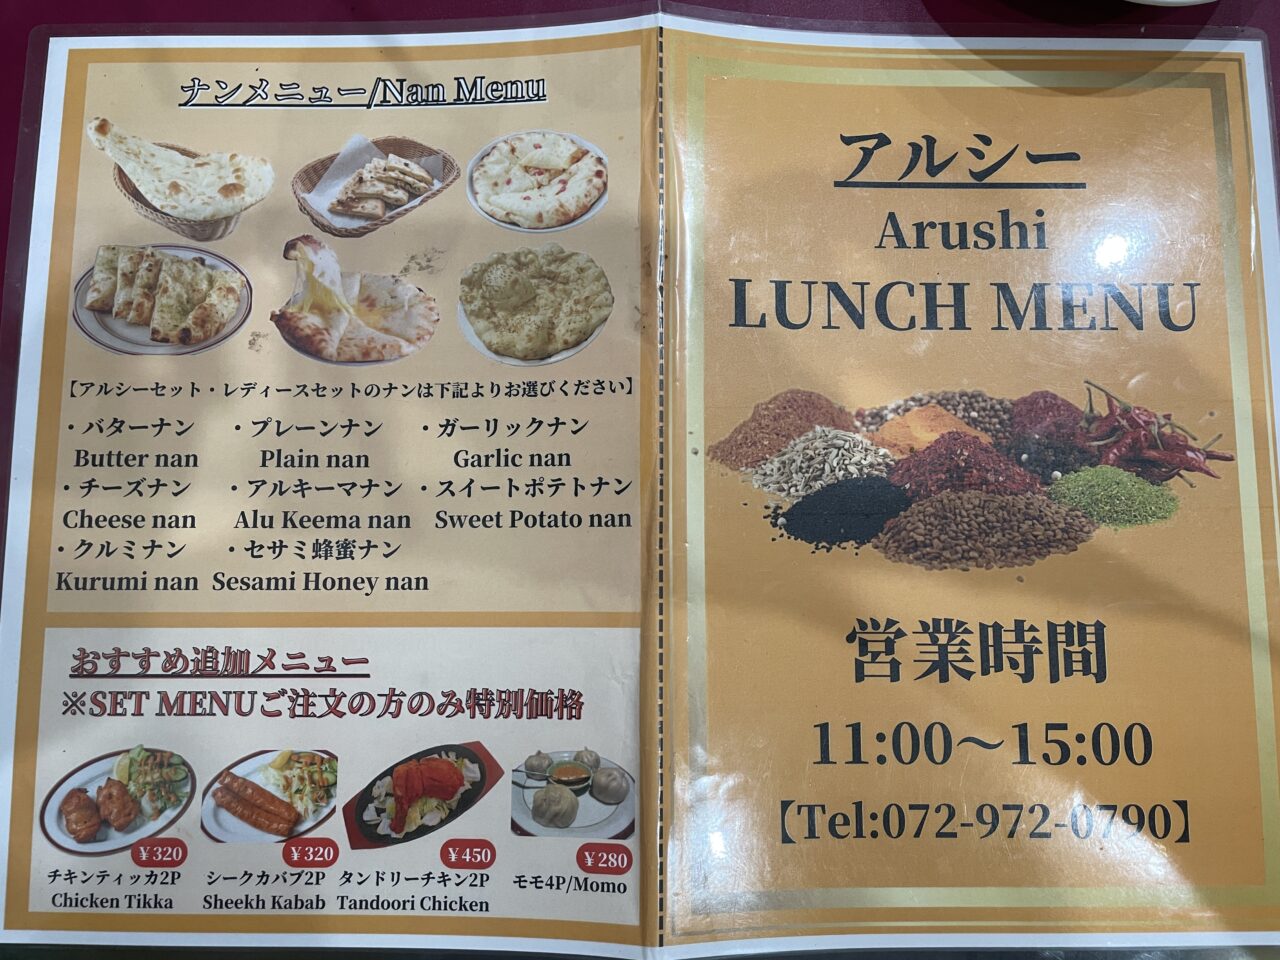 ナンメニュー/Nan Menu
【アルシーセット・レディースセットのナンは下記よりお選びください】
・バターナン ・プレーンナン ・ガーリックナン
Butter nan Plain nan Garlic nan
・チーズナン ・アルキーマナン ・スイートポテトナン
Cheese nan Alu Keema nan Sweet Potato nan
・クルミナン ・セサミ蜂蜜ナン
Kurumi nan Sesami Honey nan
おすすめ追加メニュー
※SET MENUご注文の方のみ特別価格
¥320 ¥320 ¥450 ¥280
チキンティッカ2P シークカバブ2P タンドリーチキン2P モモ4P/Momo
Chicken Tikka Sheekh Kabab Tandoori Chicken
アルシー
Arushi
LUNCH MENU
営業時間
11:00〜15:00
【Tel:072-972-0790】